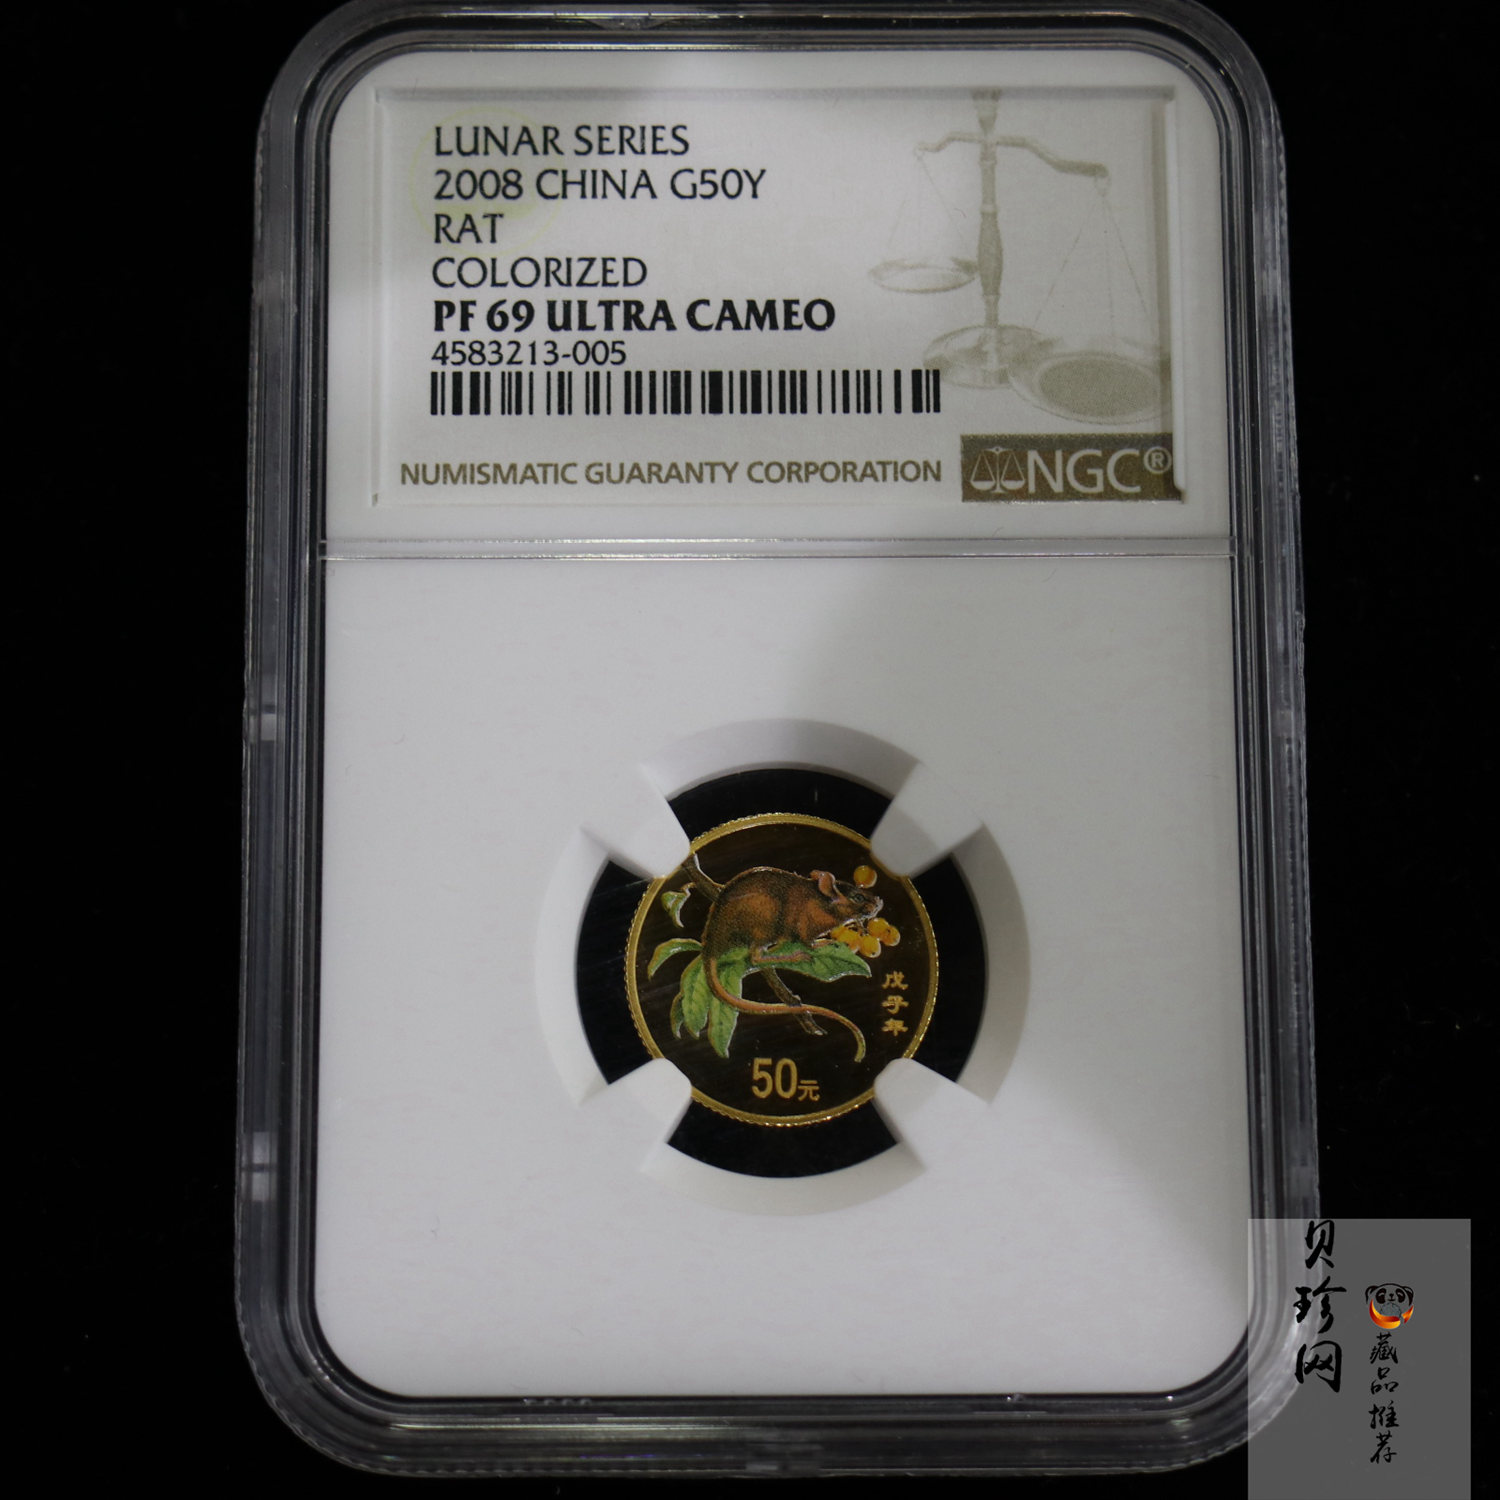 LUNAR SERIES
2008 CHINA G50Y
RAT
COLORIZED
PF 69 ULTRA CAMEO
4583213-005
NUMISMATIC GUARANTY CORPORATION
NGC®
戊子年
50元
贝珍网
藏品推荐